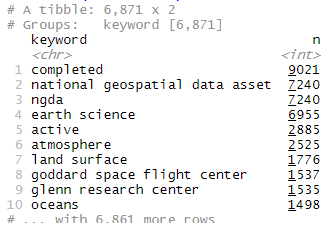 # A tibble: 6,871 x 2
# Groups: keyword [6,871]
keyword n
<chr> <int>
1 completed 9021
2 national geospatial data asset 7240
3 ngda 7240
4 earth science 6955
5 active 2885
6 atmosphere 2525
7 land surface 1776
8 goddard space flight center 1537
9 glenn research center 1535
10 oceans 1498
# ... with 6,861 more rows